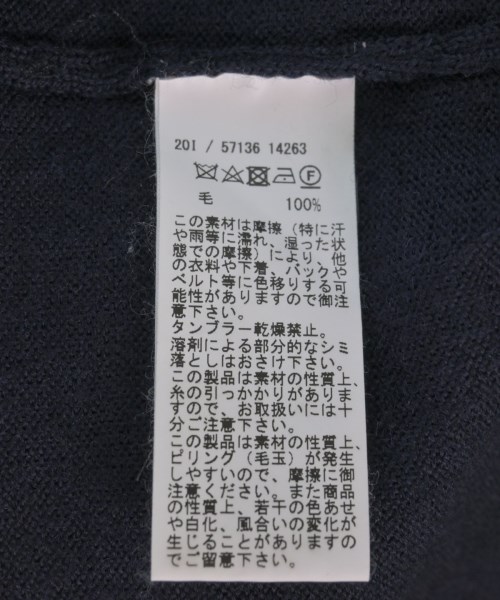 20I / 57136 14263
F
毛 100%
この素材は摩擦（特に汗
や雨等に濡れ、湿った状
態での摩擦）により、他
の衣料や下着、バックや
ベルト等に色移りする可
能性がありますので御注
意下さい。
タンブラー乾燥禁止。
溶剤による部分的なシミ
落としはおさけ下さい。
この製品は素材の性質上、
糸の引っかかりがありま
すので、お取扱いには十
分ご注意下さい。
この製品は素材の性質上、
ピリング（毛玉）が発生
しやすいので、摩擦に御
注意ください。また商品
の性質上、若干の色あせ
や白化、風合いの変化が
生じることがありますの
でご留意下さい。